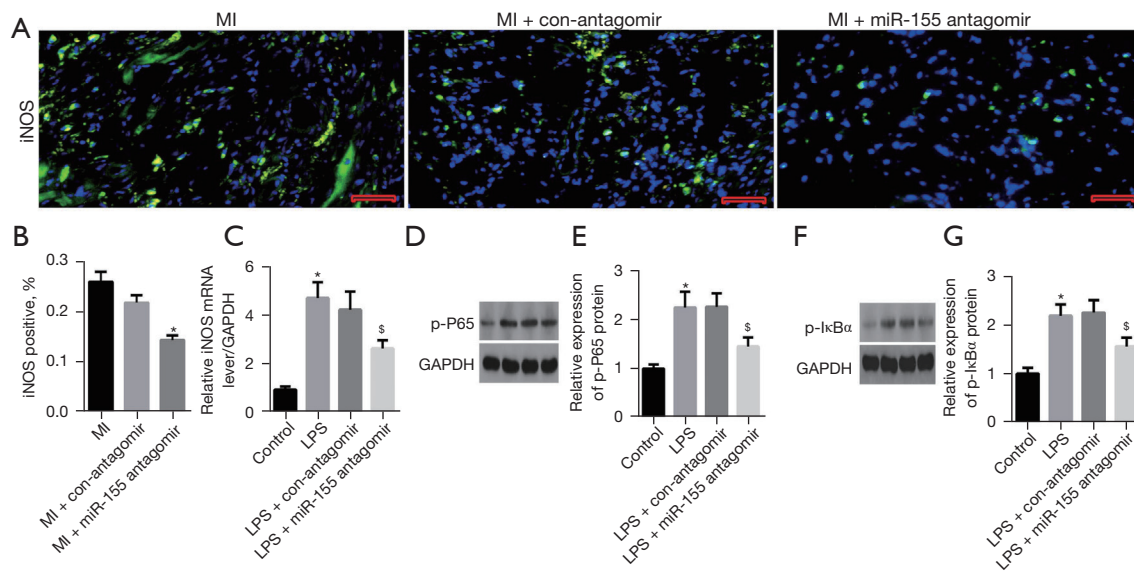 A
MI
MI + con-antagomir
MI + miR-155 antagomir
iNOS
B
iNOS positive, %
0.3
0.2
0.1
0.0
*
MI
MI + con-antagomir
MI + miR-155 antagomir
C
Relative iNOS mRNA
lever/GAPDH
6
4
2
0
*
$
Control
LPS
LPS + con-antagomir
LPS + miR-155 antagomir
D
p-P65
GAPDH
E
Relative expression
of p-P65 protein
3
2
1
0
*
$
Control
LPS
LPS + con-antagomir
LPS + miR-155 antagomir
F
p-IκBα
GAPDH
G
Relative expression
of p-IκBα protein
3
2
1
0
*
$
Control
LPS
LPS + con-antagomir
LPS + miR-155 antagomir